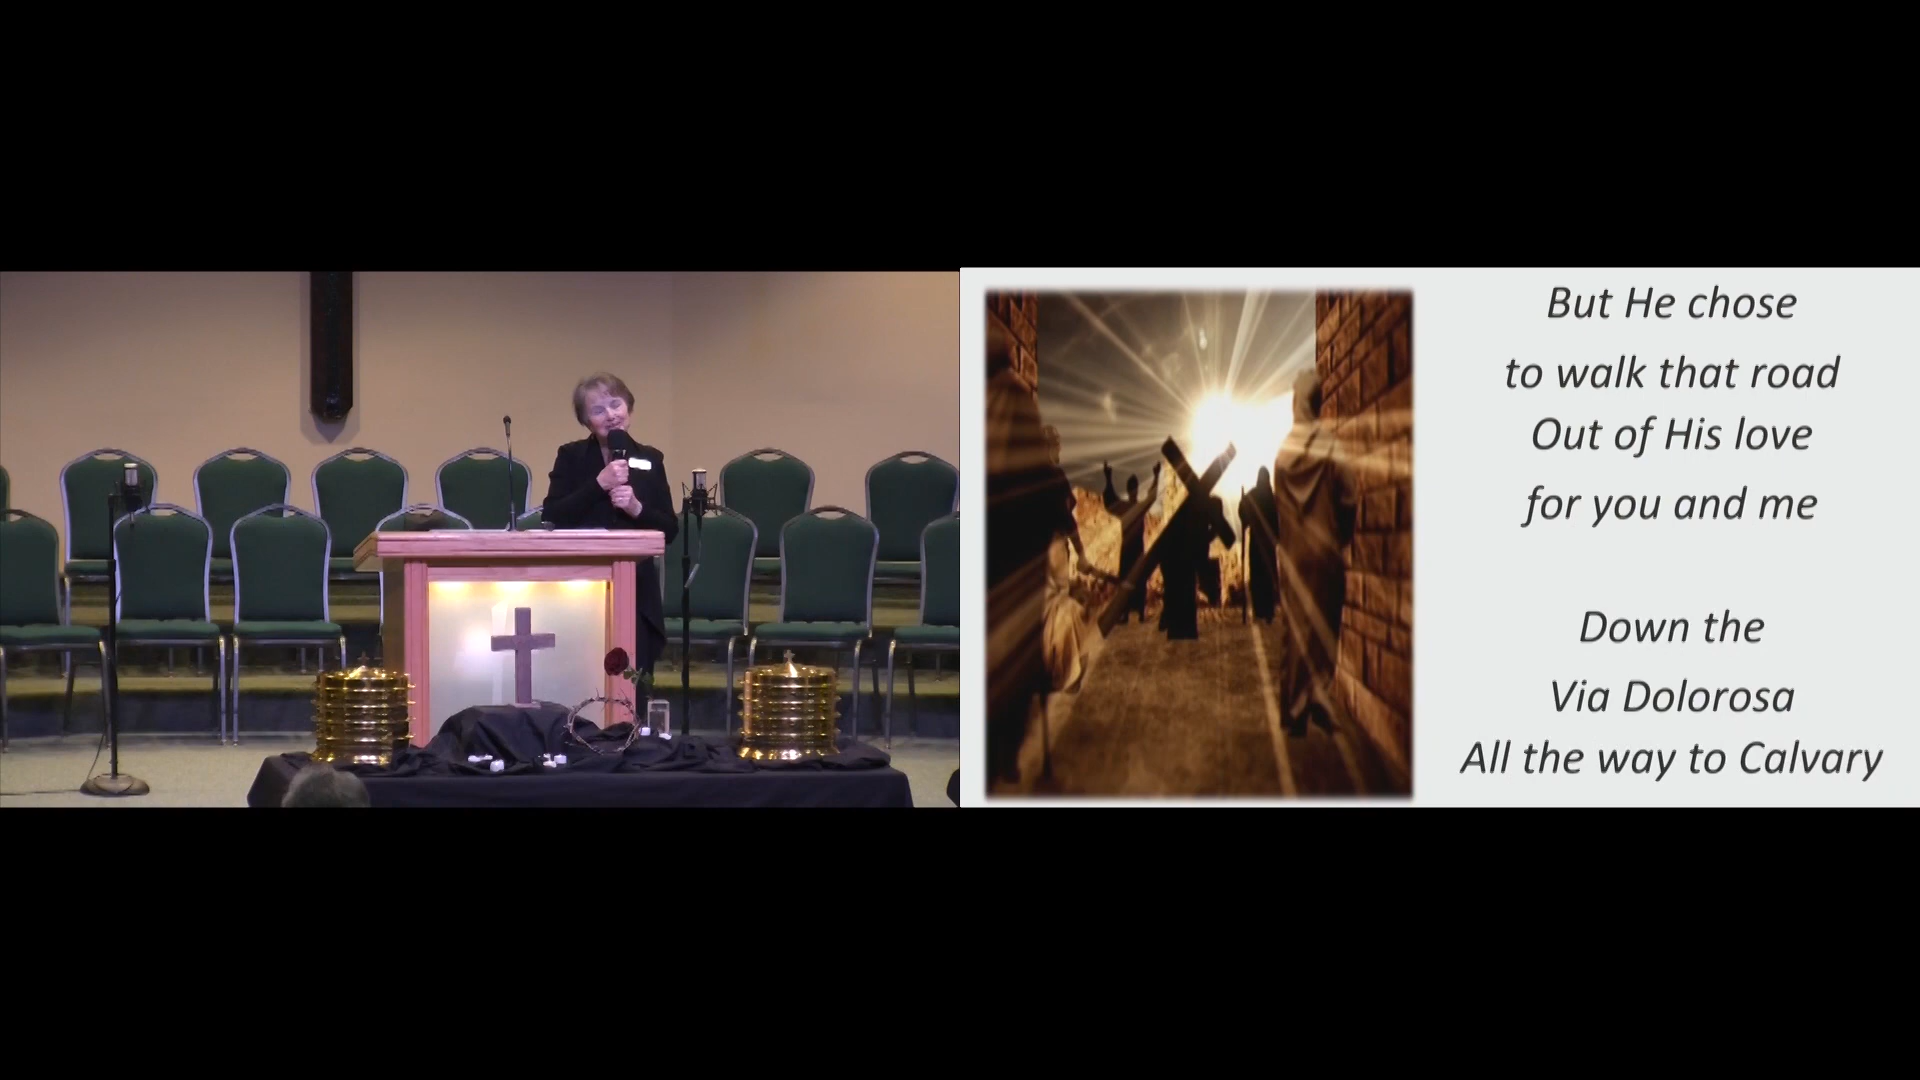 But He chose
to walk that road
Out of His love
for you and me
Down the
Via Dolorosa
All the way to Calvary